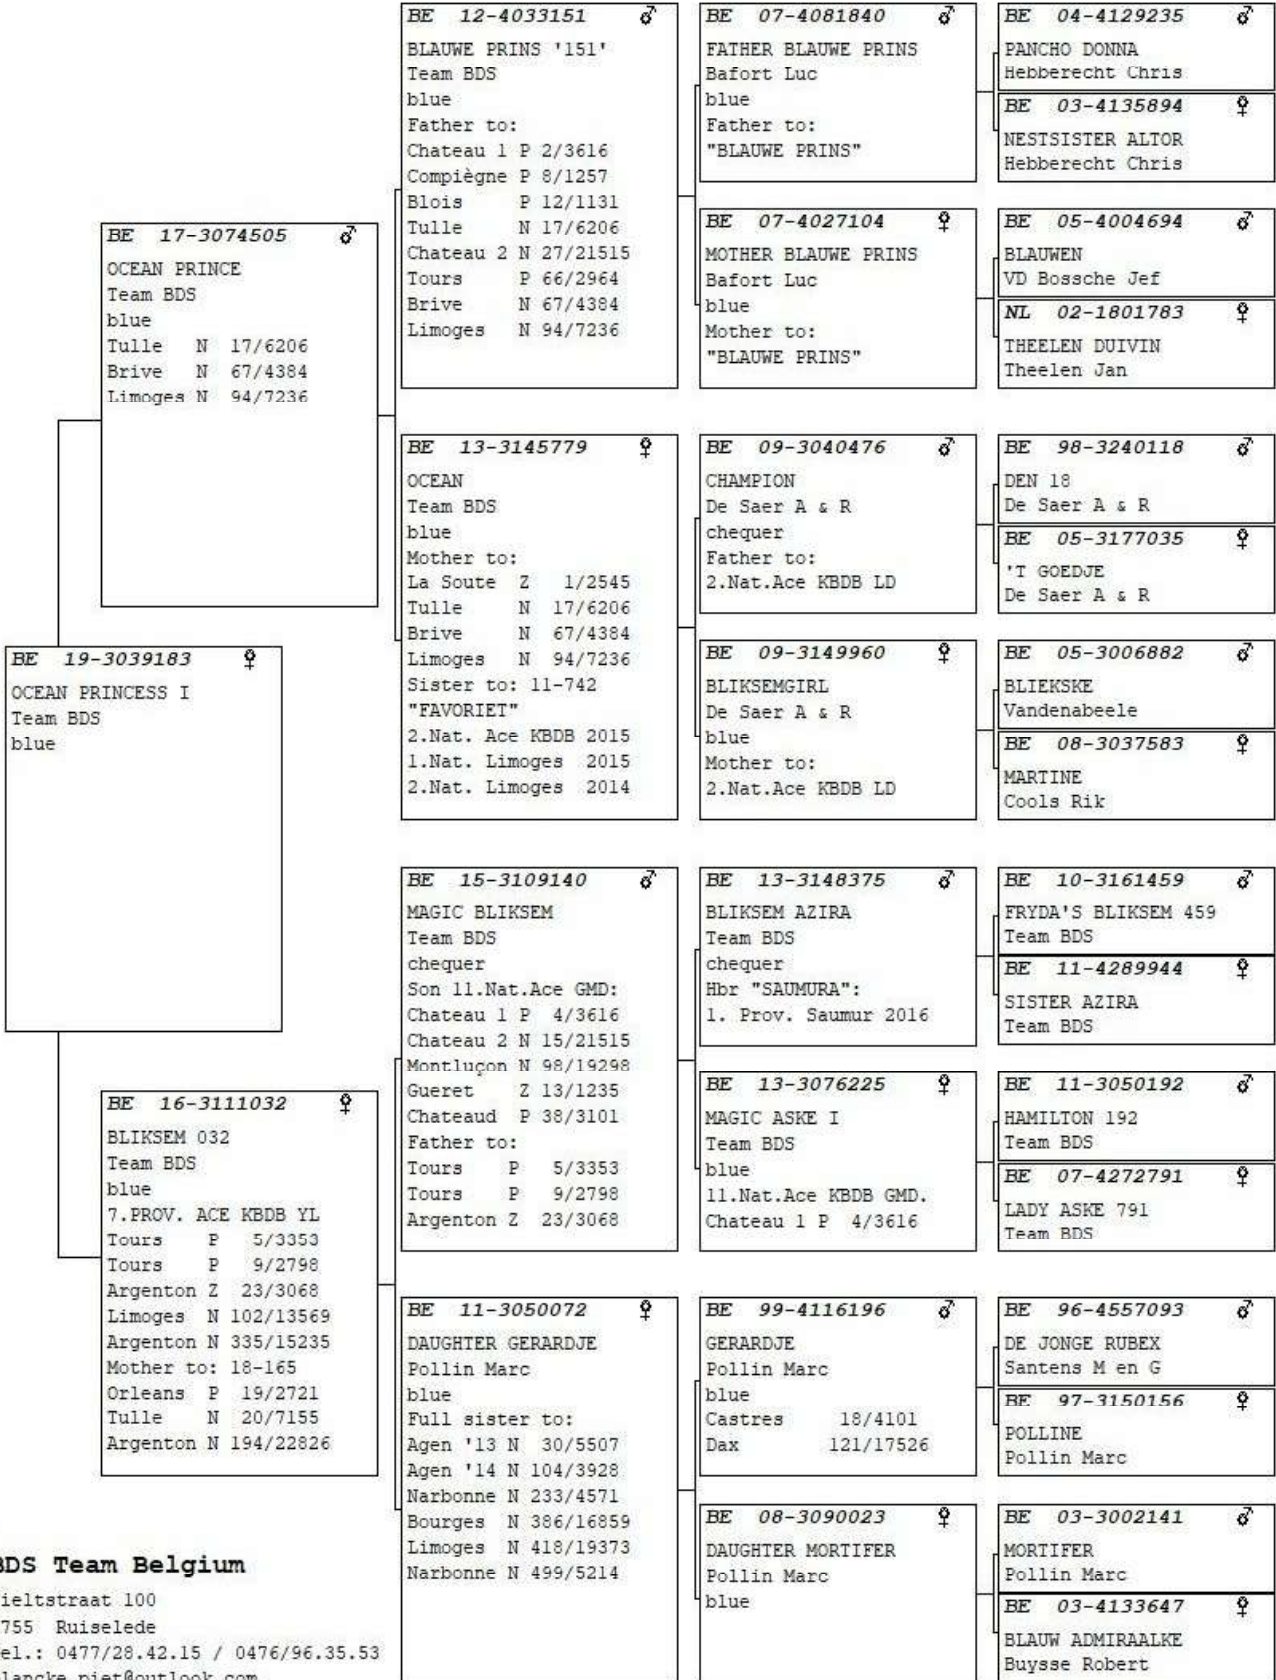 BE 19-3039183 ♀
OCEAN PRINCESS I
Team BDS
blue
BE 17-3074505 ♂
OCEAN PRINCE
Team BDS
blue
Tulle N 17/6206
Brive N 67/4384
Limoges N 94/7236
BE 16-3111032 ♀
BLIKSEM 032
Team BDS
blue
7.PROV. ACE KBDB YL
Tours P 5/3353
Tours P 9/2798
Argenton Z 23/3068
Limoges N 102/13569
Argenton N 335/15235
Mother to: 18-165
Orleans P 19/2721
Tulle N 20/7155
Argenton N 194/22826
BE 12-4033151 ♂
BLAUWE PRINS '151'
Team BDS
blue
Father to:
Chateau 1 P 2/3616
Compiègne P 8/1257
Blois P 12/1131
Tulle N 17/6206
Chateau 2 N 27/21515
Tours P 66/2964
Brive N 67/4384
Limoges N 94/7236
BE 13-3145779 ♀
OCEAN
Team BDS
blue
Mother to:
La Soute Z 1/2545
Tulle N 17/6206
Brive N 67/4384
Limoges N 94/7236
Sister to: 11-742
"FAVORIET"
2.Nat. Ace KBDB 2015
1.Nat. Limoges 2015
2.Nat. Limoges 2014
BE 15-3109140 ♂
MAGIC BLIKSEM
Team BDS
chequer
Son 11.Nat.Ace GMD:
Chateau 1 P 4/3616
Chateau 2 N 15/21515
Montluçon N 98/19298
Gueret Z 13/1235
Chateaud P 38/3101
Father to:
Tours P 5/3353
Tours P 9/2798
Argenton Z 23/3068
BE 11-3050072 ♀
DAUGHTER GERARDJE
Pollin Marc
blue
Full sister to:
Agen '13 N 30/5507
Agen '14 N 104/3928
Narbonne N 233/4571
Bourges N 386/16859
Limoges N 418/19373
Narbonne N 499/5214
BE 07-4081840 ♂
FATHER BLAUWE PRINS
Bafort Luc
blue
Father to:
"BLAUWE PRINS"
BE 07-4027104 ♀
MOTHER BLAUWE PRINS
Bafort Luc
blue
Mother to:
"BLAUWE PRINS"
BE 09-3040476 ♂
CHAMPION
De Saer A & R
chequer
Father to:
2.Nat.Ace KBDB LD
BE 09-3149960 ♀
BLIKSEMGIRL
De Saer A & R
blue
Mother to:
2.Nat.Ace KBDB LD
BE 13-3148375 ♂
BLIKSEM AZIRA
Team BDS
chequer
Hbr "SAUMURA":
1. Prov. Saumur 2016
BE 13-3076225 ♀
MAGIC ASKE I
Team BDS
blue
11.Nat.Ace KBDB GMD.
Chateau 1 P 4/3616
BE 99-4116196 ♂
GERARDJE
Pollin Marc
blue
Castres 18/4101
Dax 121/17526
BE 08-3090023 ♀
DAUGHTER MORTIFER
Pollin Marc
blue
BE 04-4129235 ♂
PANCHO DONNA
Hebberecht Chris
BE 03-4135894 ♀
NESTSISTER ALTOR
Hebberecht Chris
BE 05-4004694 ♂
BLAUWEN
VD Bossche Jef
NL 02-1801783 ♀
THEELEN DUIVIN
Theelen Jan
BE 98-3240118 ♂
DEN 18
De Saer A & R
BE 05-3177035 ♀
'T GOEDJE
De Saer A & R
BE 05-3006882 ♂
BLIEKSKE
Vandenabeele
BE 08-3037583 ♀
MARTINE
Cools Rik
BE 10-3161459 ♂
FRYDA'S BLIKSEM 459
Team BDS
BE 11-4289944 ♀
SISTER AZIRA
Team BDS
BE 11-3050192 ♂
HAMILTON 192
Team BDS
BE 07-4272791 ♀
LADY ASKE 791
Team BDS
BE 96-4557093 ♂
DE JONGE RUBEX
Santens M en G
BE 97-3150156 ♀
POLLINE
Pollin Marc
BE 03-3002141 ♂
MORTIFER
Pollin Marc
BE 03-4133647 ♀
BLAUW ADMIRAALKE
Buysse Robert
BDS Team Belgium
ieltstraat 100
755 Ruiselede
el.: 0477/28.42.15 / 0476/96.35.53
lancke.piet@outlook.com